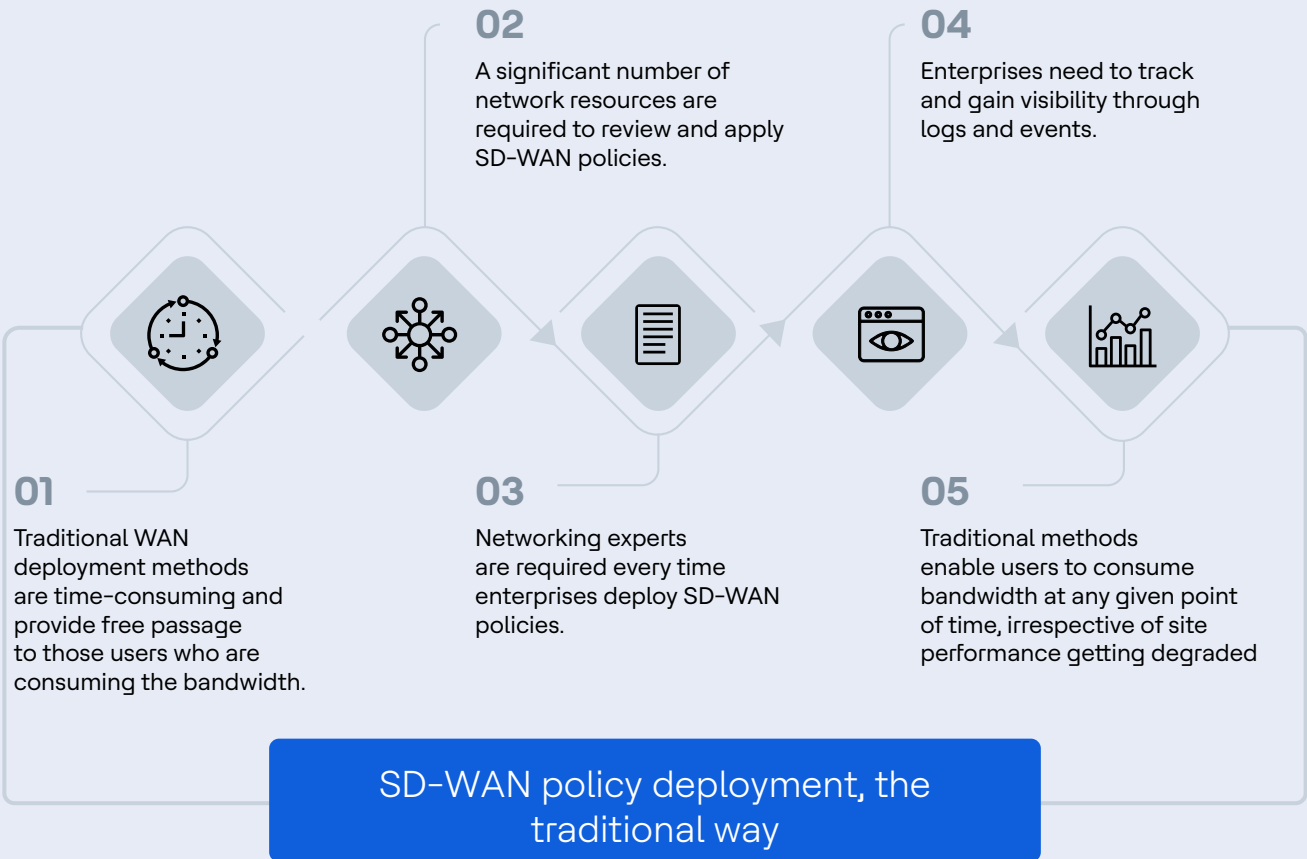 01
Traditional WAN
deployment methods
are time-consuming and
provide free passage
to those users who are
consuming the bandwidth.
02
A significant number of
network resources are
required to review and apply
SD-WAN policies.
03
Networking experts
are required every time
enterprises deploy SD-WAN
policies.
04
Enterprises need to track
and gain visibility through
logs and events.
05
Traditional methods
enable users to consume
bandwidth at any given point
of time, irrespective of site
performance getting degraded
SD-WAN policy deployment, the
traditional way